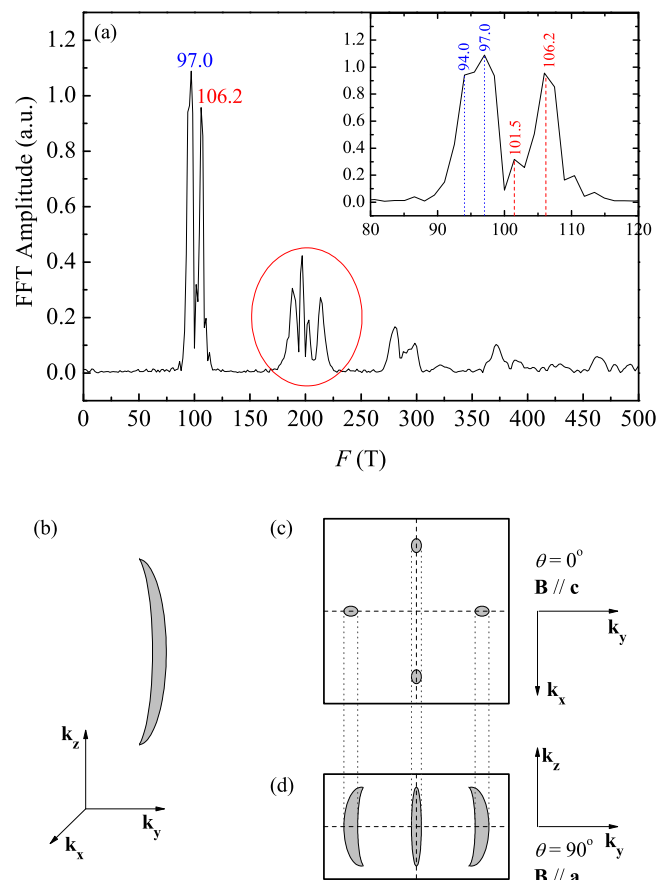 (a)
97.0
106.2
FFT Amplitude (a.u.)
1.2
1.0
0.8
0.6
0.4
0.2
0.0
0 50 100 150 200 250 300 350 400 450 500
F (T)
94.0
97.0
101.5
106.2
1.2
1.0
0.8
0.6
0.4
0.2
0.0
80 90 100 110 120
(b)
k_z
k_y
k_x
(c)
θ = 0°
B // c
k_y
k_x
(d)
k_z
k_y
θ = 90°
B // a